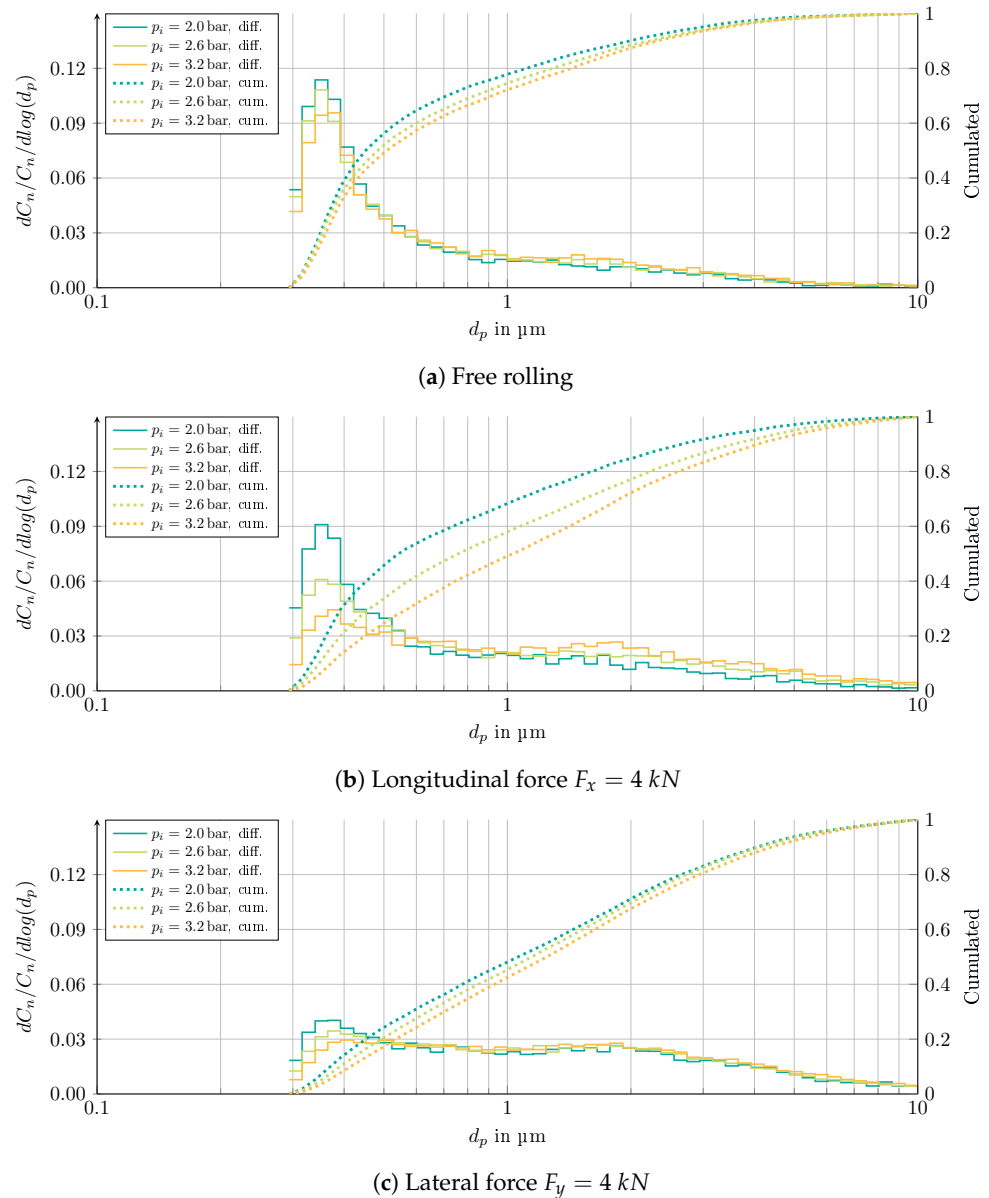 p_i = 2.0 bar, diff.
p_i = 2.6 bar, diff.
p_i = 3.2 bar, diff.
p_i = 2.0 bar, cum.
p_i = 2.6 bar, cum.
p_i = 3.2 bar, cum.
dC_n/C_n/dlog(d_p)
0.12
0.09
0.06
0.03
0.00
1
0.8
0.6
0.4
0.2
0
Cumulated
0.1
1
10
d_p in µm
(a) Free rolling
p_i = 2.0 bar, diff.
p_i = 2.6 bar, diff.
p_i = 3.2 bar, diff.
p_i = 2.0 bar, cum.
p_i = 2.6 bar, cum.
p_i = 3.2 bar, cum.
dC_n/C_n/dlog(d_p)
0.12
0.09
0.06
0.03
0.00
1
0.8
0.6
0.4
0.2
0
Cumulated
0.1
1
10
d_p in µm
(b) Longitudinal force F_x = 4 kN
p_i = 2.0 bar, diff.
p_i = 2.6 bar, diff.
p_i = 3.2 bar, diff.
p_i = 2.0 bar, cum.
p_i = 2.6 bar, cum.
p_i = 3.2 bar, cum.
dC_n/C_n/dlog(d_p)
0.12
0.09
0.06
0.03
0.00
1
0.8
0.6
0.4
0.2
0
Cumulated
0.1
1
10
d_p in µm
(c) Lateral force F_y = 4 kN